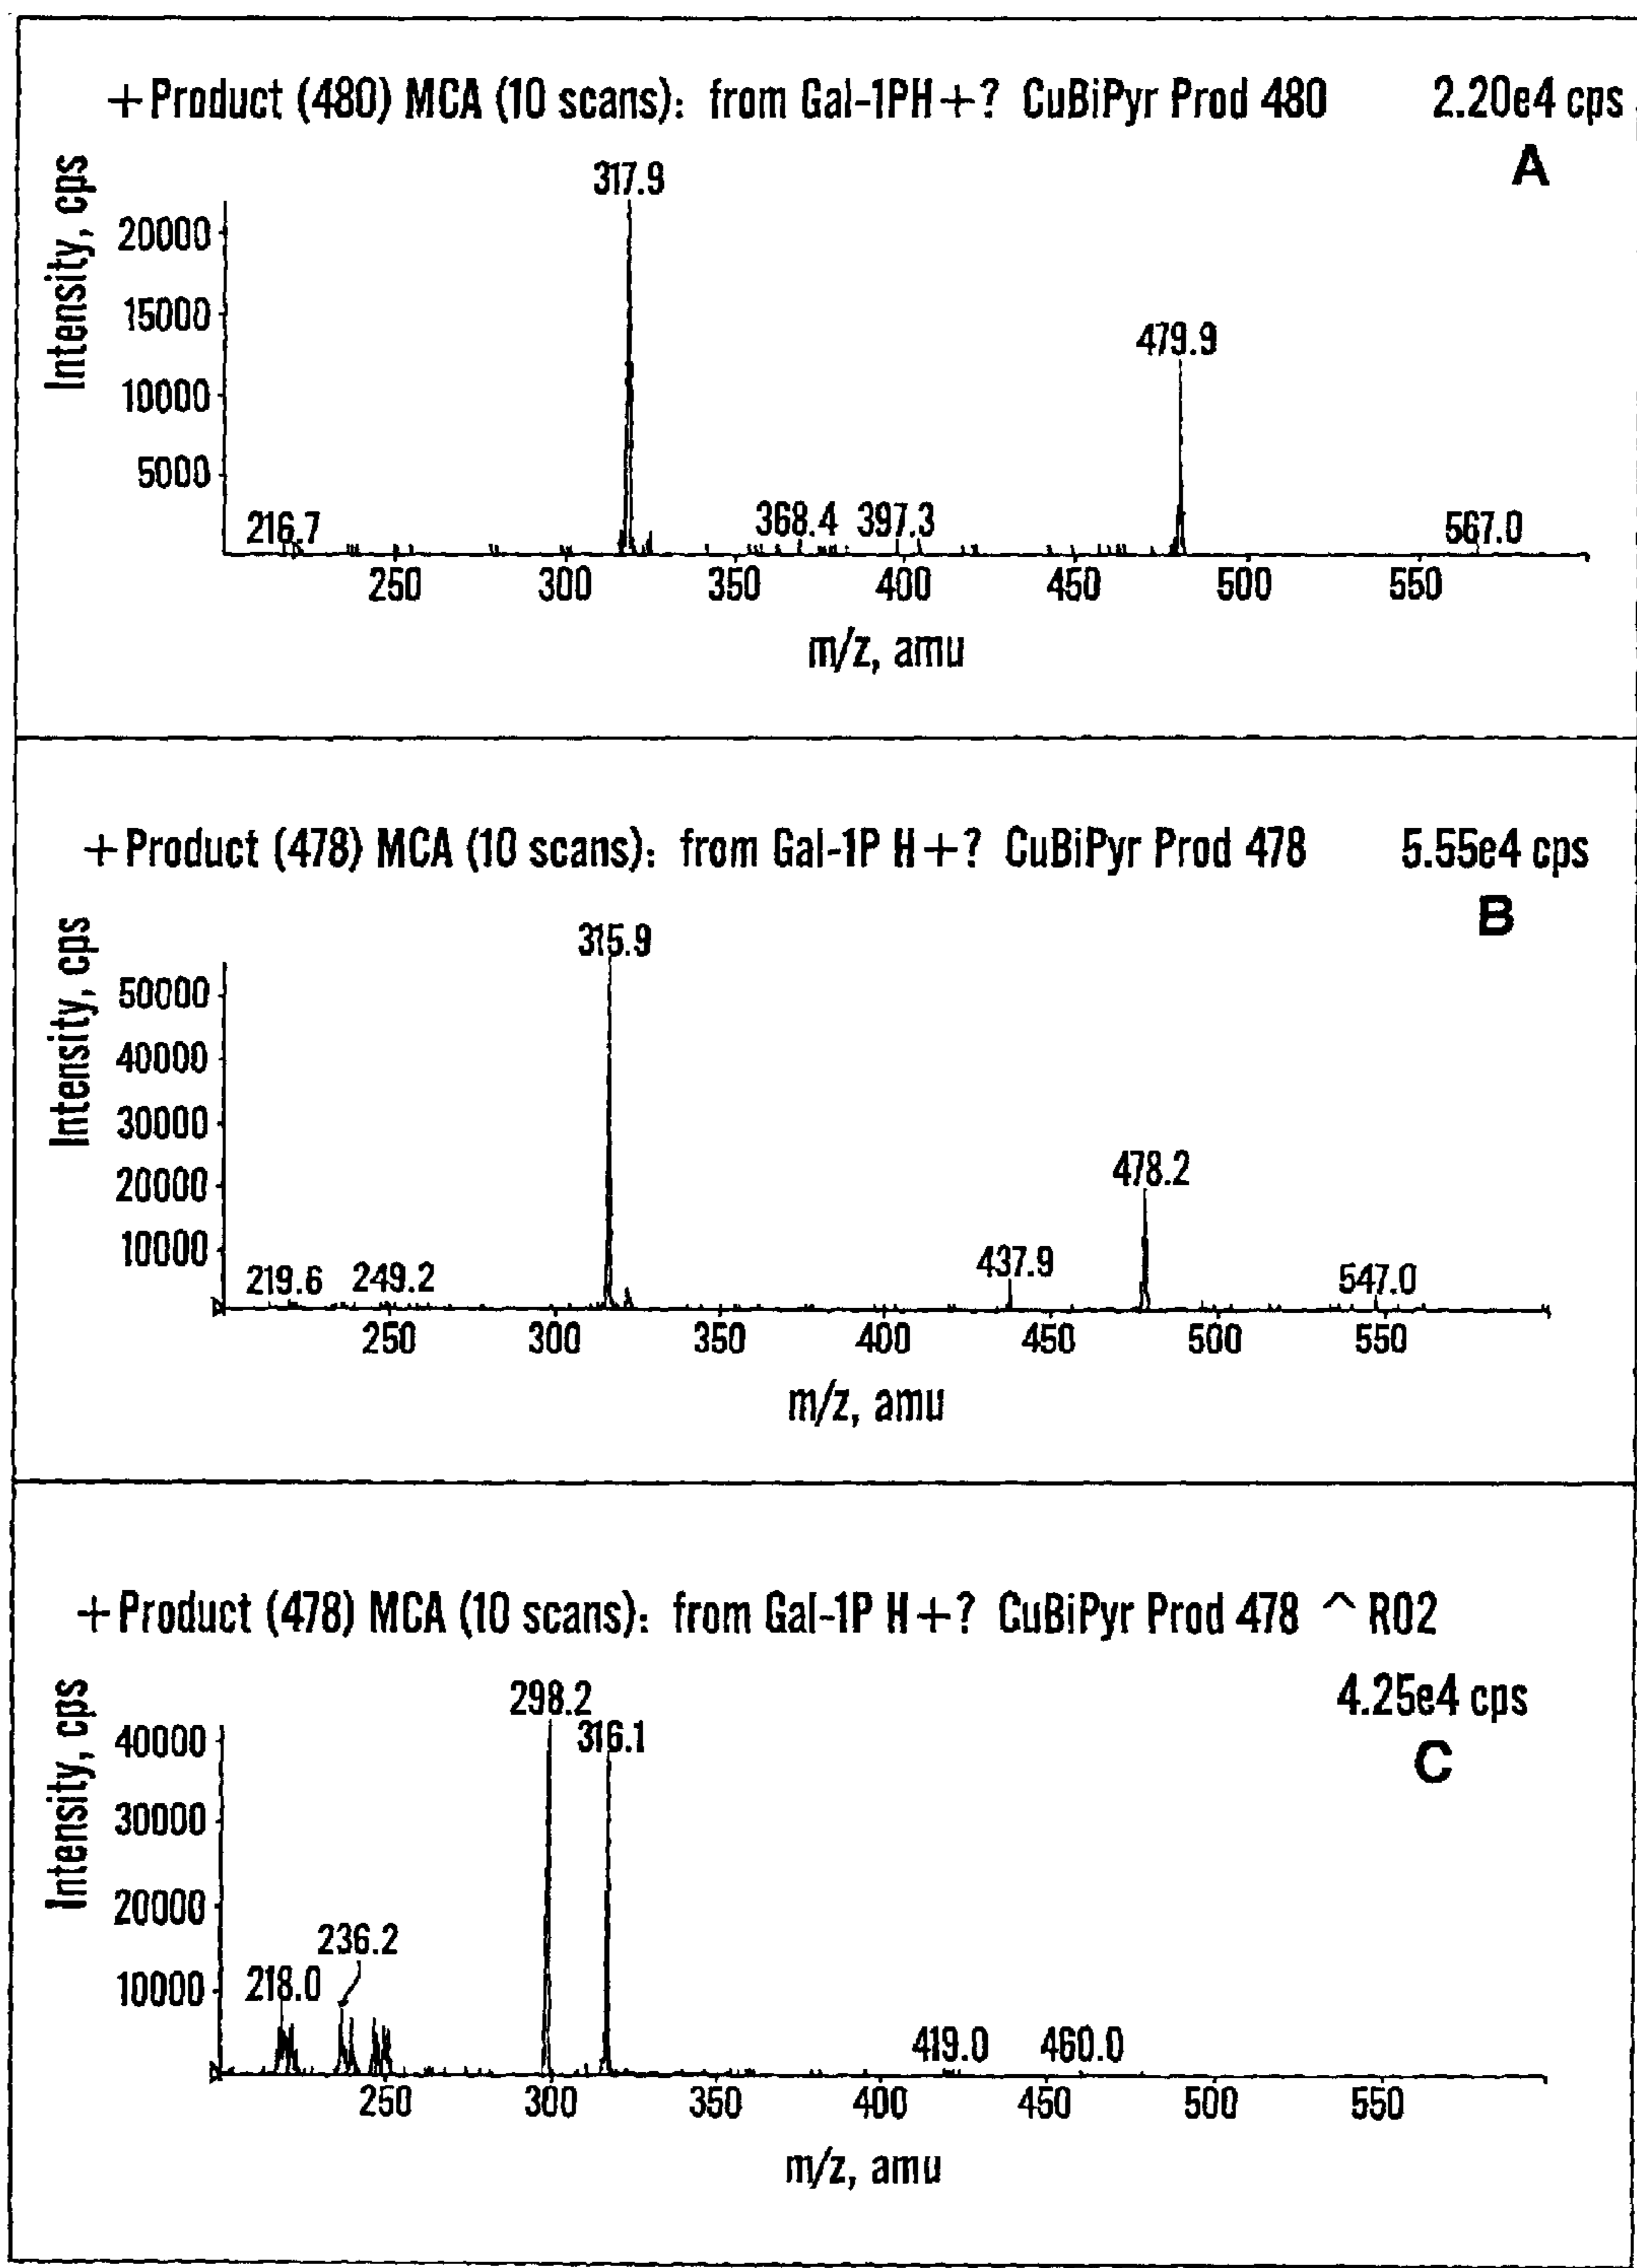 +Product (480) MCA (10 scans): from Gal-1PH+? CuBiPyr Prod 480 2.20e4 cps
A
Intensity, cps
317.9
20000
15000
479.9
10000
5000
216.7 368.4 397.3 567.0
250 300 350 400 450 500 550
m/z, amu
+Product (478) MCA (10 scans): from Gal-1P H+? CuBiPyr Prod 478 5.55e4 cps
B
Intensity, cps
315.9
50000
40000
30000
20000 478.2
10000 437.9
219.6 249.2 547.0
250 300 350 400 450 500 550
m/z, amu
+Product (478) MCA (10 scans): from Gal-1P H+? CuBiPyr Prod 478 ^ R02
4.25e4 cps
C
Intensity, cps
298.2
40000 316.1
30000
20000
236.2
10000 218.0
419.0 460.0
250 300 350 400 450 500 550
m/z, amu